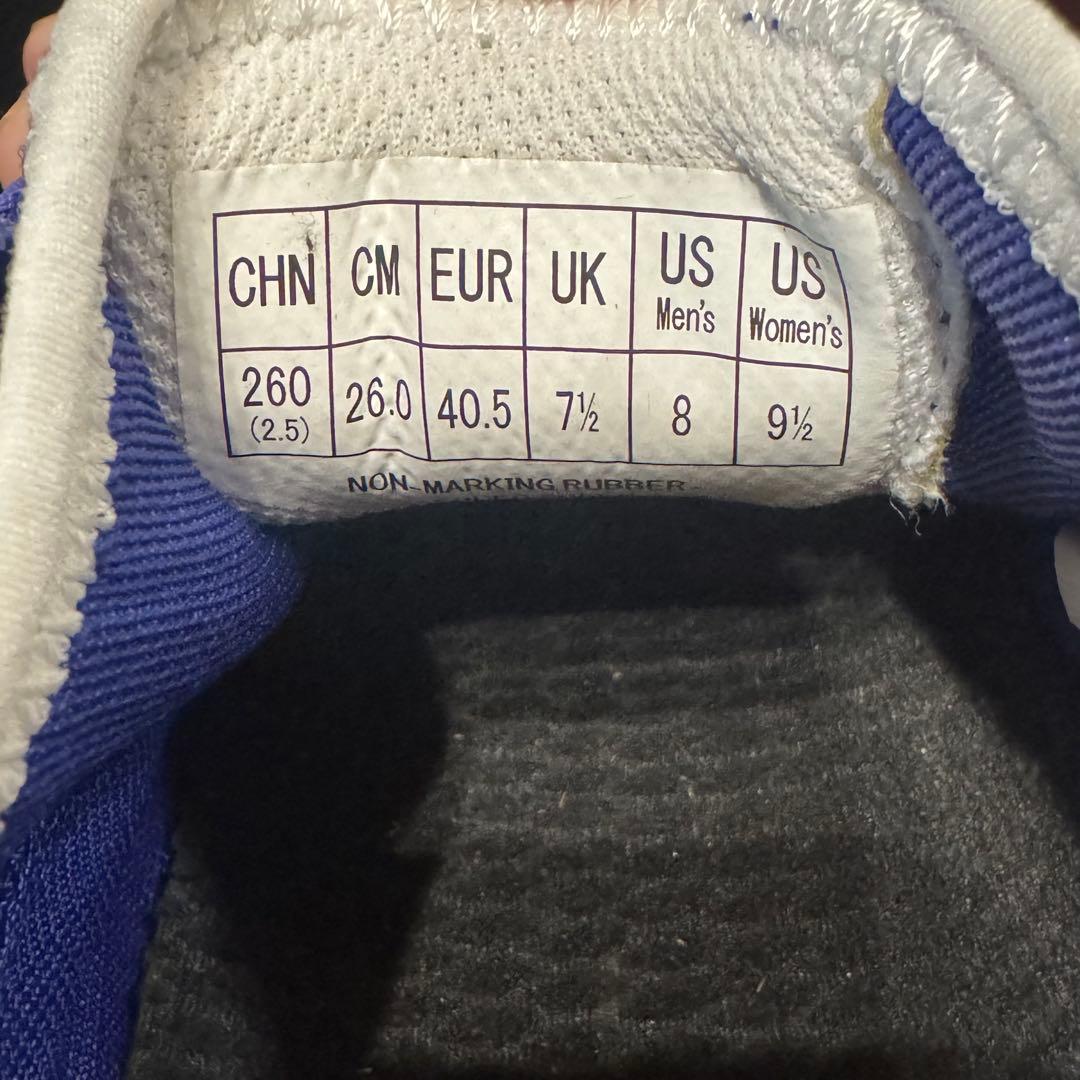 CHN CM EUR UK US Men's US Women's
260 (2.5) 26.0 40.5 7½ 8 9½
NON-MARKING RUBBER